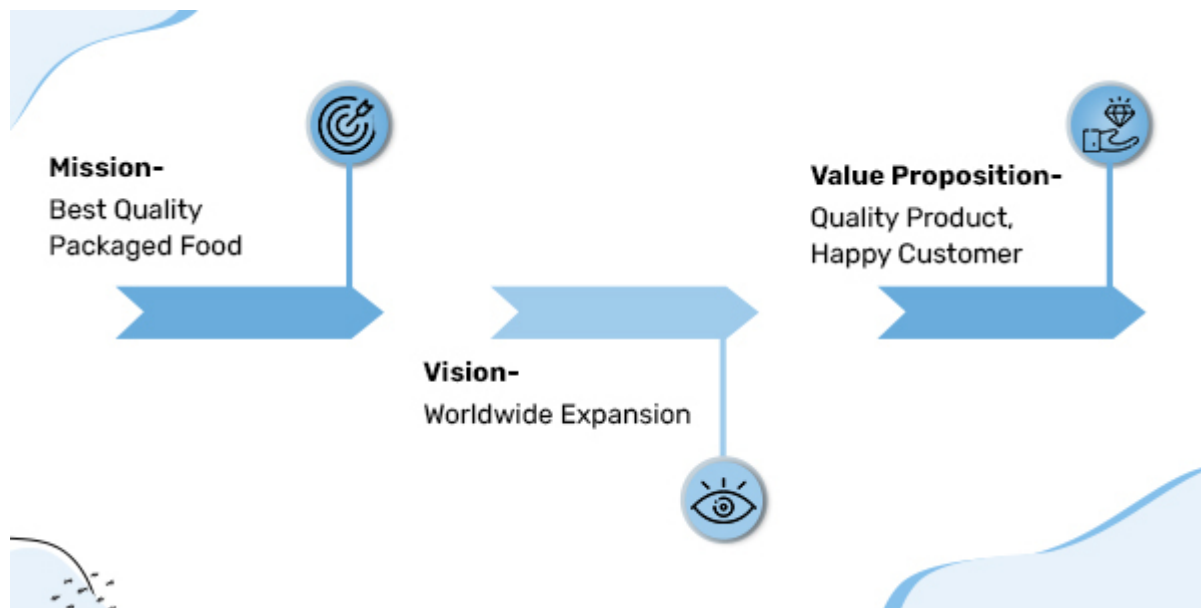 Mission-
Best Quality
Packaged Food
Vision-
Worldwide Expansion
Value Proposition-
Quality Product,
Happy Customer